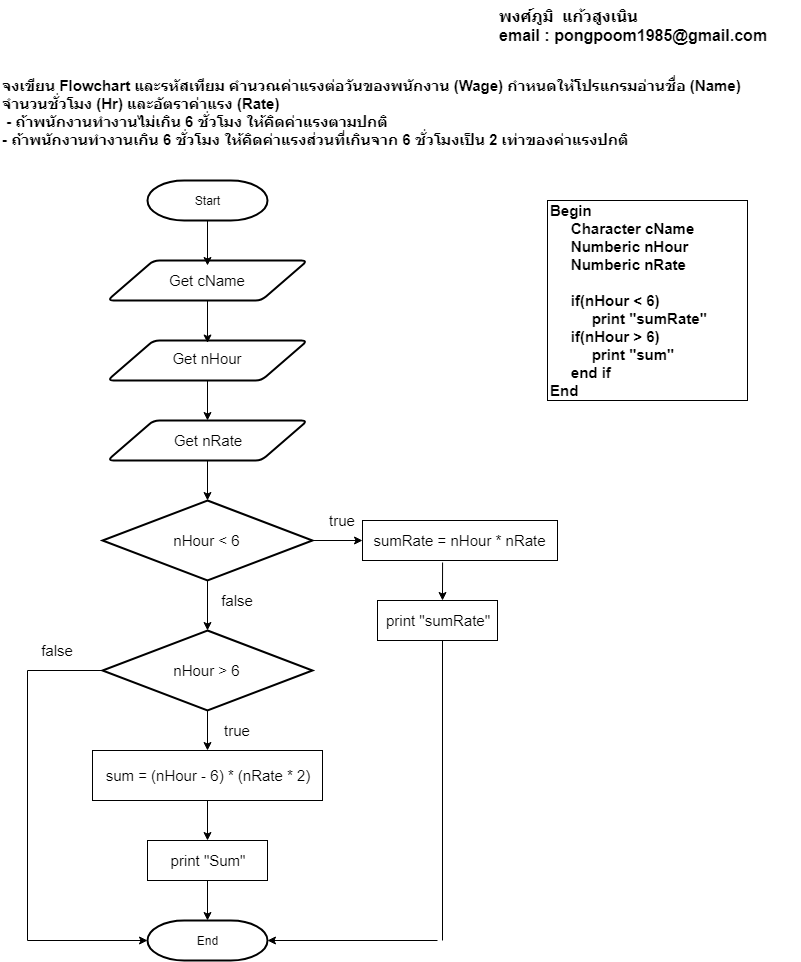 พงศ์ภูมิ แก้วสูงเนิน
email : pongpoom1985@gmail.com
จงเขียน Flowchart และรหัสเทียม คำนวณค่าแรงต่อวันของพนักงาน (Wage) กำหนดให้โปรแกรมอ่านชื่อ (Name)
จำนวนชั่วโมง (Hr) และอัตราค่าแรง (Rate)
- ถ้าพนักงานทำงานไม่เกิน 6 ชั่วโมง ให้คิดค่าแรงตามปกติ
- ถ้าพนักงานทำงานเกิน 6 ชั่วโมง ให้คิดค่าแรงส่วนที่เกินจาก 6 ชั่วโมงเป็น 2 เท่าของค่าแรงปกติ
Start
Get cName
Get nHour
Get nRate
nHour < 6
true
sumRate = nHour * nRate
print "sumRate"
false
nHour > 6
false
true
sum = (nHour - 6) * (nRate * 2)
print "Sum"
End
Begin
Character cName
Numberic nHour
Numberic nRate
if(nHour < 6)
print "sumRate"
if(nHour > 6)
print "sum"
end if
End